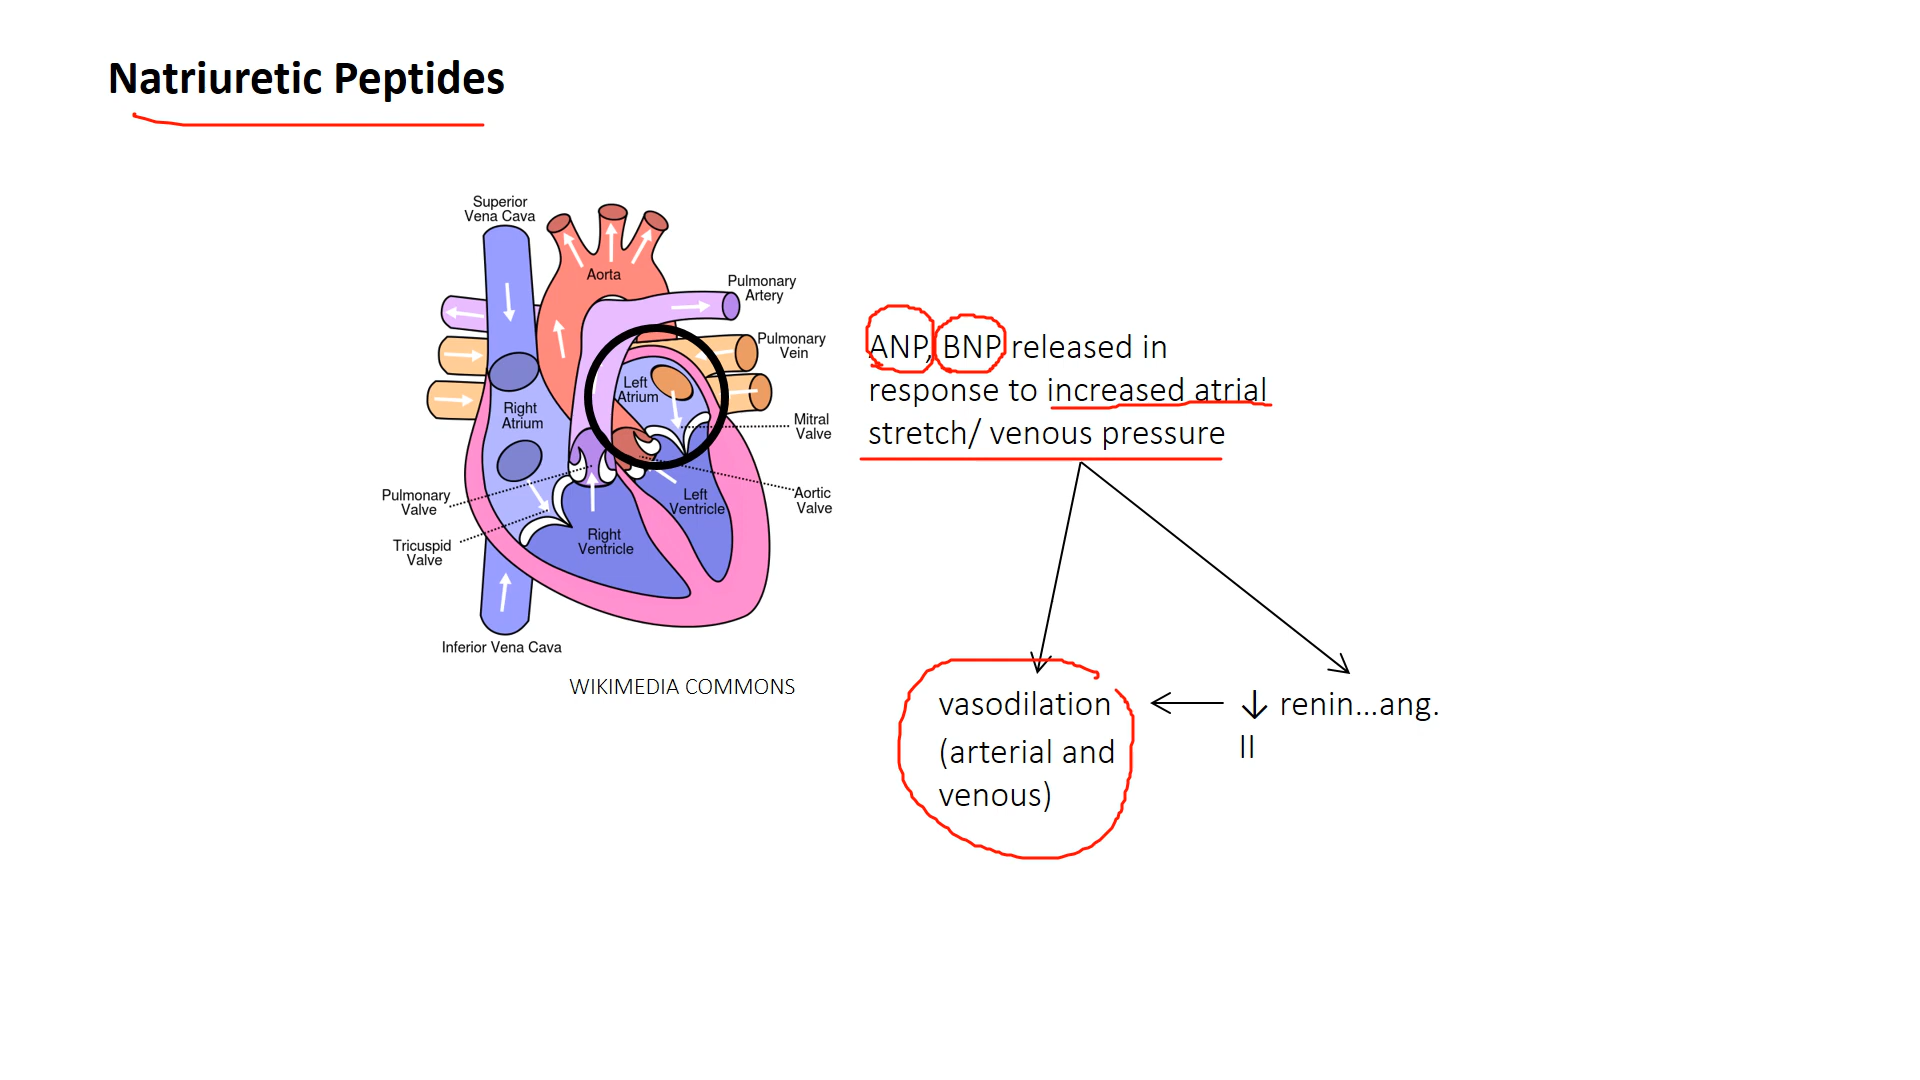 Natriuretic Peptides
Superior
Vena Cava
Aorta
Pulmonary
Artery
Pulmonary
Vein
Left
Atrium
Right
Atrium
Mitral
Valve
Pulmonary
Valve
Aortic
Valve
Left
Ventricle
Right
Ventricle
Tricuspid
Valve
Inferior Vena Cava
WIKIMEDIA COMMONS
ANP, BNP released in
response to increased atrial
stretch/ venous pressure
vasodilation
(arterial and
venous)
↓ renin...ang.
II